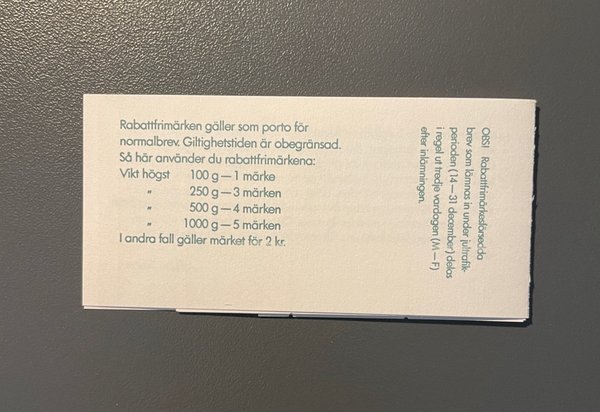 Rabattfrimärken gäller som porto för
normalbrev. Giltighetstiden är obegränsad.
Så här använder du rabattfrimärkena:
Vikt högst 100 g — 1 märke
„ 250 g — 3 märken
„ 500 g — 4 märken
„ 1000 g — 5 märken
I andra fall gäller märket för 2 kr.
OBS! Rabattfrimärkesförsedda
brev som lämnas in under jultrafik-
perioden (14 — 31 december) delas
i regel ut tredje vardagen (M — F)
efter inlämningen.